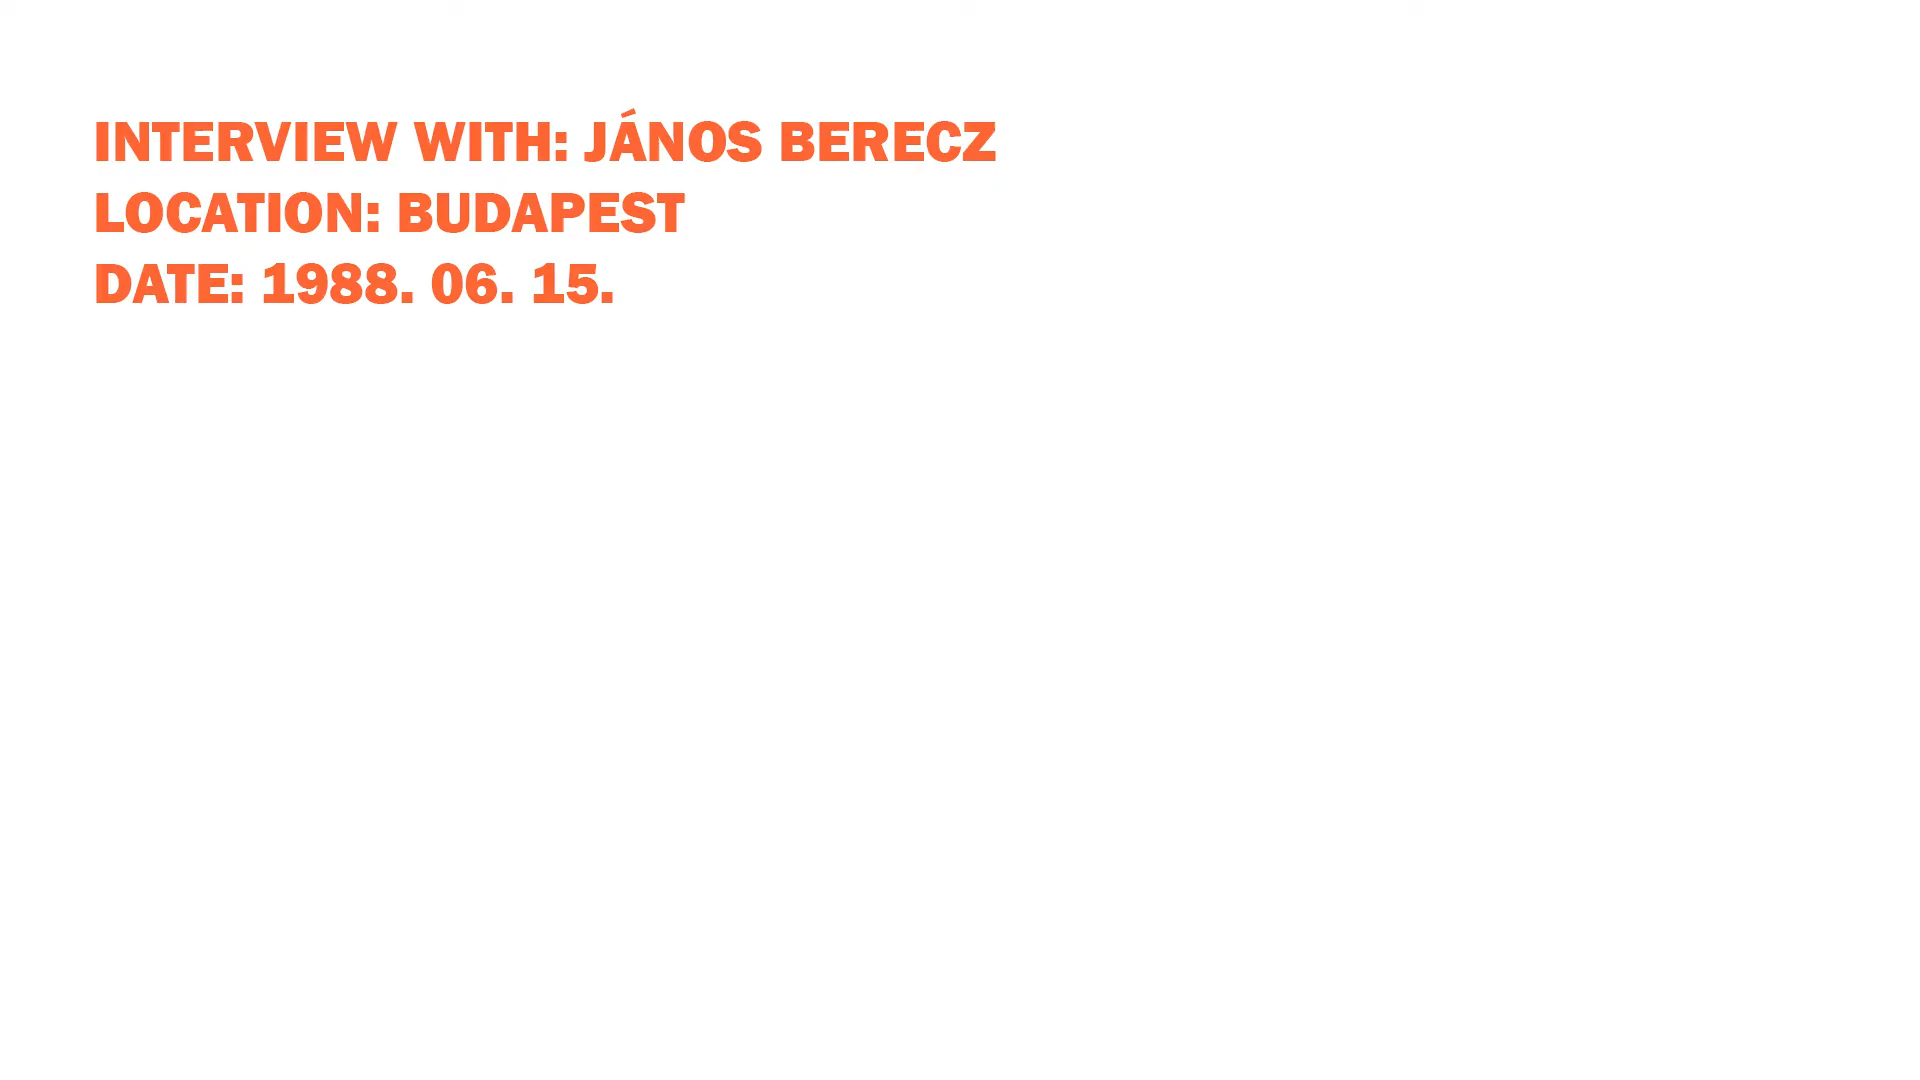 INTERVIEW WITH: JÁNOS BERECZ
LOCATION: BUDAPEST
DATE: 1988. 06. 15.